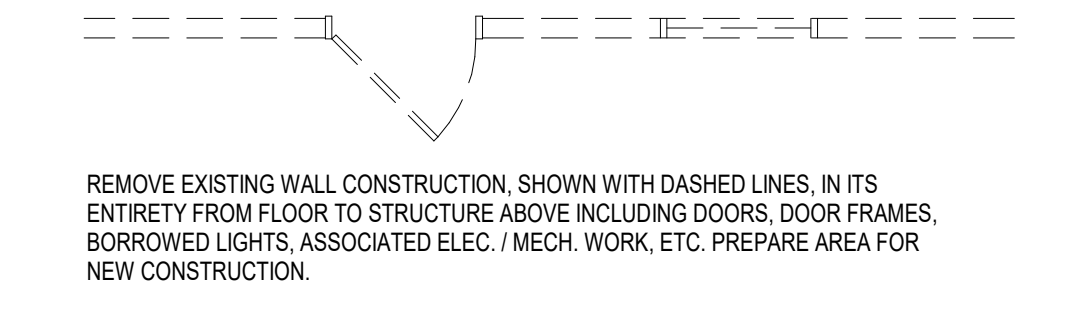 REMOVE EXISTING WALL CONSTRUCTION, SHOWN WITH DASHED LINES, IN ITS
ENTIRETY FROM FLOOR TO STRUCTURE ABOVE INCLUDING DOORS, DOOR FRAMES,
BORROWED LIGHTS, ASSOCIATED ELEC. / MECH. WORK, ETC. PREPARE AREA FOR
NEW CONSTRUCTION.